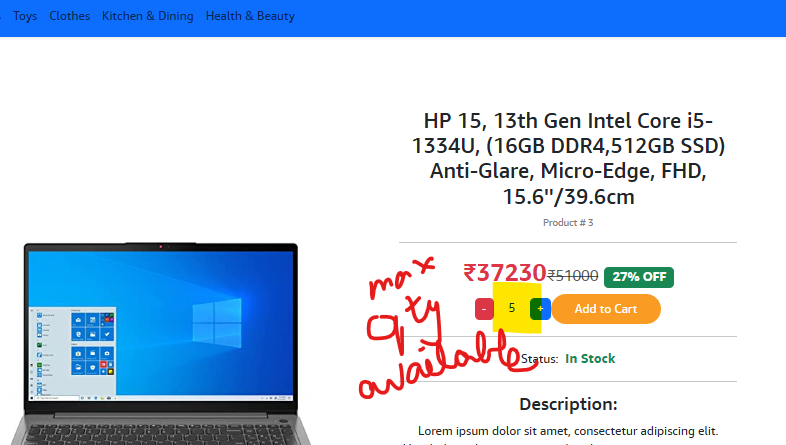 Toys Clothes Kitchen & Dining Health & Beauty
HP 15, 13th Gen Intel Core i5-
1334U, (16GB DDR4,512GB SSD)
Anti-Glare, Micro-Edge, FHD,
15.6"/39.6cm
Product # 3
₹37230 ₹51000 27% OFF
max
qty
available
- 5 + Add to Cart
Status: In Stock
Description:
Lorem ipsum dolor sit amet, consectetur adipiscing elit.